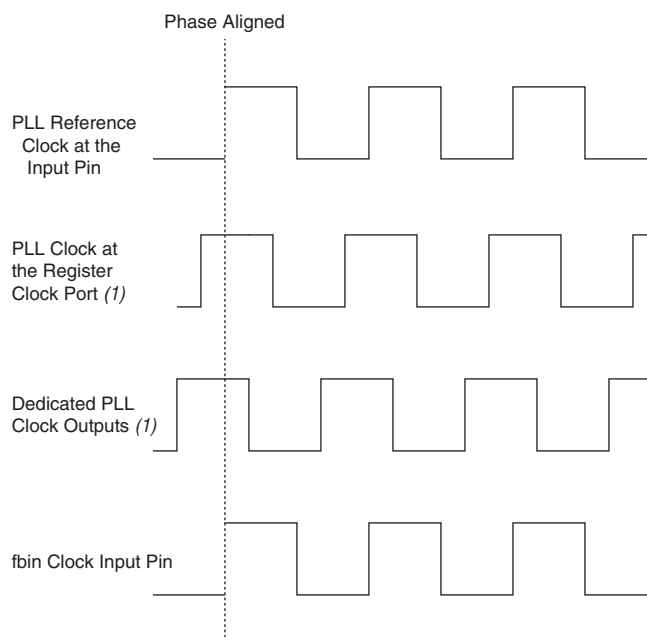 Phase Aligned
PLL Reference
Clock at the
Input Pin
PLL Clock at
the Register
Clock Port (1)
Dedicated PLL
Clock Outputs (1)
fbin Clock Input Pin